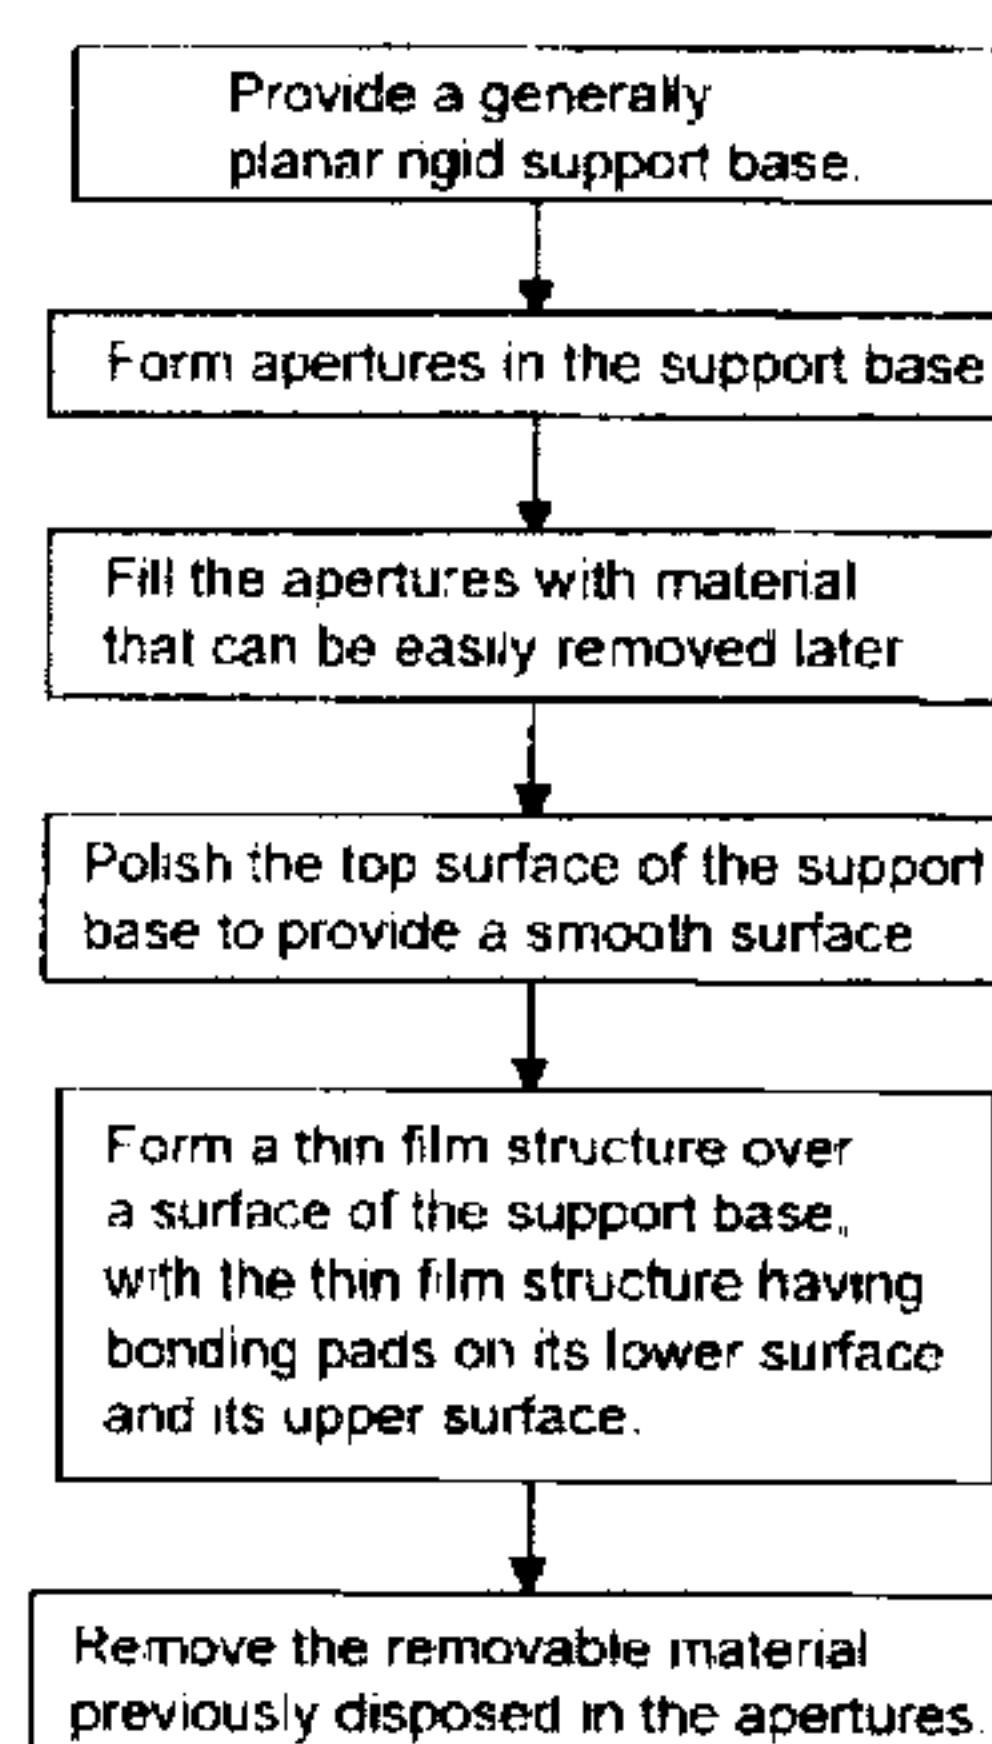 Provide a generally
planar rigid support base.
Form apertures in the support base
Fill the apertures with material
that can be easily removed later
Polish the top surface of the support
base to provide a smooth surface
Form a thin film structure over
a surface of the support base,
with the thin film structure having
bonding pads on its lower surface
and its upper surface.
Remove the removable material
previously disposed in the apertures.